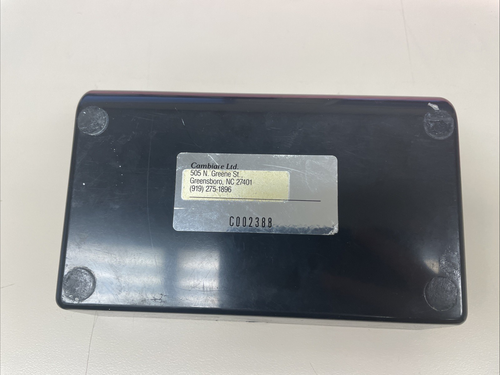 Cambiare Ltd.
505 N. Greene St.
Greensboro, NC 27401
(919) 275-1896
C002388